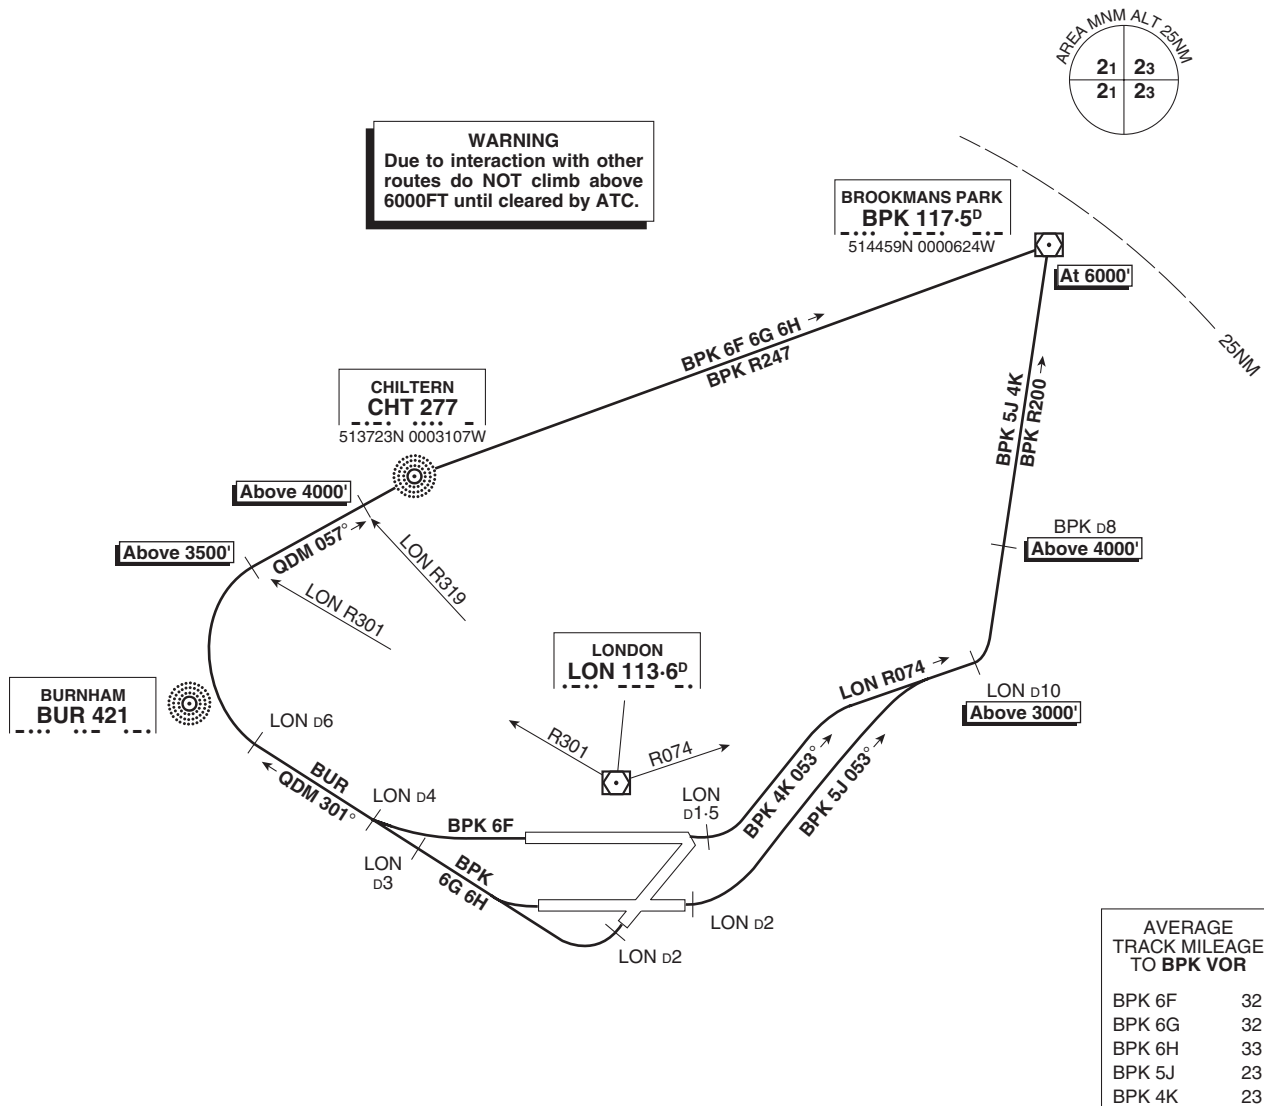 AREA MNM ALT 25NM
21 23
21 23
WARNING
Due to interaction with other
routes do NOT climb above
6000FT until cleared by ATC.
BROOKMANS PARK
BPK 117·5D
514459N 0000624W
At 6000'
25NM
BPK 6F 6G 6H
BPK R247
CHILTERN
CHT 277
513723N 0003107W
BPK 5J 4K
BPK R200
Above 4000'
QDM 057°
Above 3500'
LON R319
LON R301
BPK D8
Above 4000'
LONDON
LON 113·6D
LON R074
LON D10
Above 3000'
BURNHAM
BUR 421
LON D6
R301
R074
BUR
QDM 301°
LON D4
LON
D1·5
BPK 4K 053°
BPK 5J 053°
BPK 6F
LON
D3
BPK
6G 6H
LON D2
LON D2
AVERAGE
TRACK MILEAGE
TO BPK VOR
BPK 6F 32
BPK 6G 32
BPK 6H 33
BPK 5J 23
BPK 4K 23